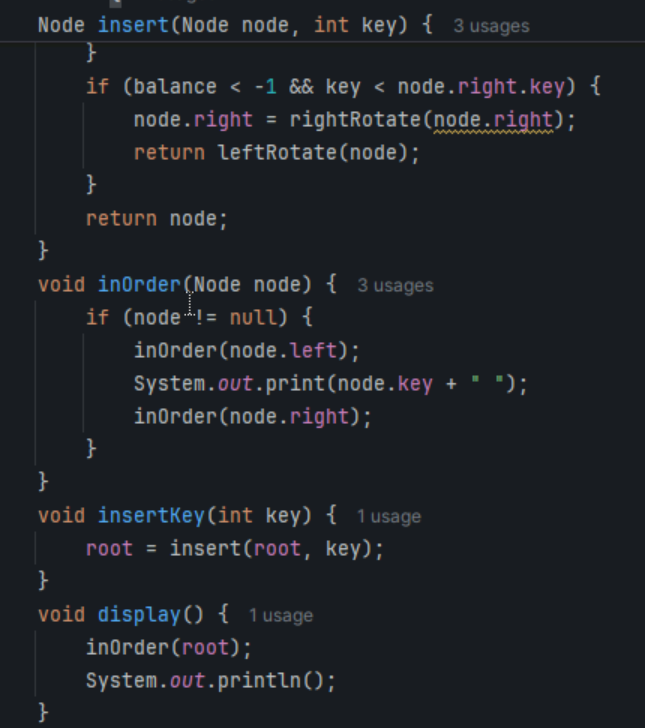 Node insert(Node node, int key) { 3 usages
}
if (balance < -1 && key < node.right.key) {
node.right = rightRotate(node.right);
return leftRotate(node);
}
return node;
}
void inOrder(Node node) { 3 usages
if (node != null) {
inOrder(node.left);
System.out.print(node.key + " ");
inOrder(node.right);
}
}
void insertKey(int key) { 1 usage
root = insert(root, key);
}
void display() { 1 usage
inOrder(root);
System.out.println();
}